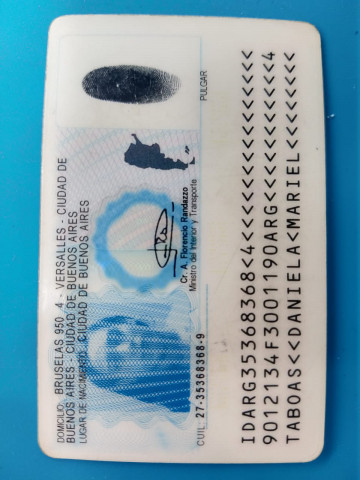 DOMICILIO: BRUSELAS 950 4 - VERSALLES - CIUDAD DE
BUENOS AIRES - CIUDAD DE BUENOS AIRES
LUGAR DE NACIMIENTO: CIUDAD DE BUENOS AIRES
PULGAR
Cr. A. Florencio Randazzo
Ministro del Interior y Transporte
CUIL: 27-35368368-9
IDARG35368368<4<<<<<<<<<<<<<<<
9012134F3001190ARG<<<<<<<<<<<4
TABOAS<<DANIELA<MARIEL<<<<<<<<